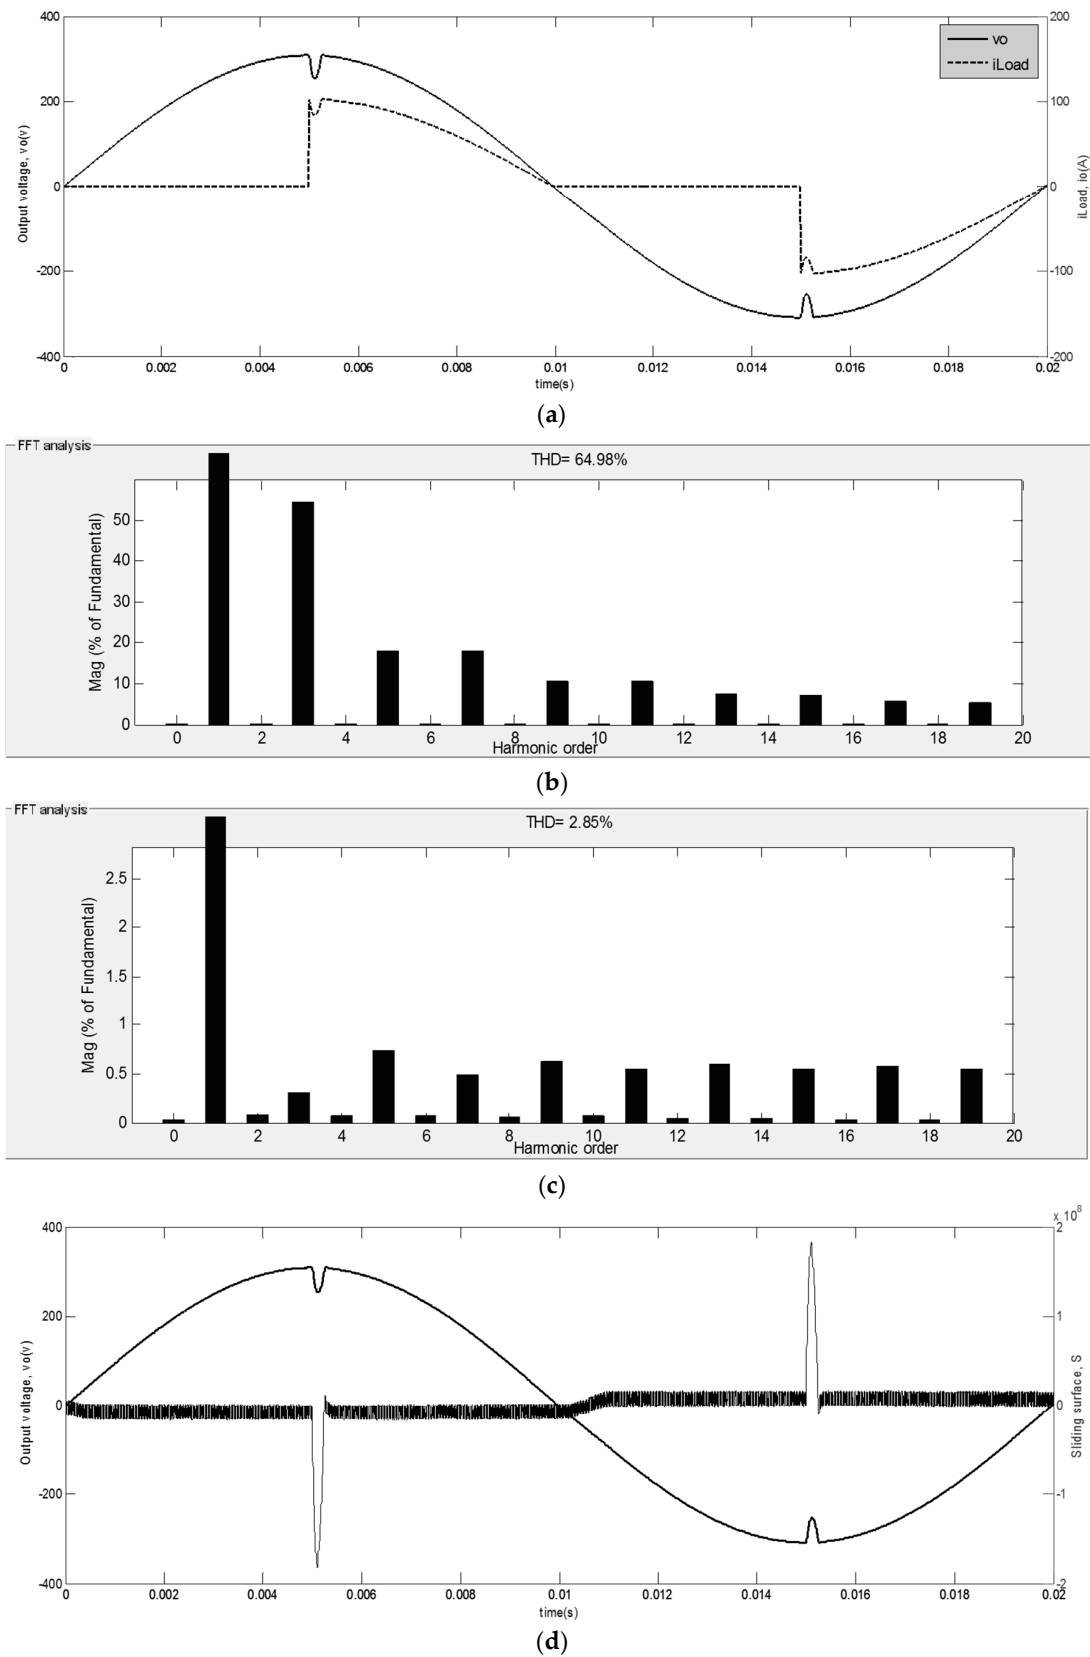 400
200
vo
iLoad
200
100
0
0
-200
-100
-400
-200
Output voltage, vo(v)
iLoad, io(A)
0 0.002 0.004 0.006 0.008 0.01 0.012 0.014 0.016 0.018 0.02
time(s)
(a)
FFT analysis
THD= 64.98%
50
40
30
20
10
0
Mag (% of Fundamental)
0 2 4 6 8 10 12 14 16 18 20
Harmonic order
(b)
FFT analysis
THD= 2.85%
2.5
2
1.5
1
0.5
0
Mag (% of Fundamental)
0 2 4 6 8 10 12 14 16 18 20
Harmonic order
(c)
x 10^8
400
2
200
1
0
0
-200
-1
-400
-2
Output voltage, vo(v)
Sliding surface, S
0 0.002 0.004 0.006 0.008 0.01 0.012 0.014 0.016 0.018 0.02
time(s)
(d)